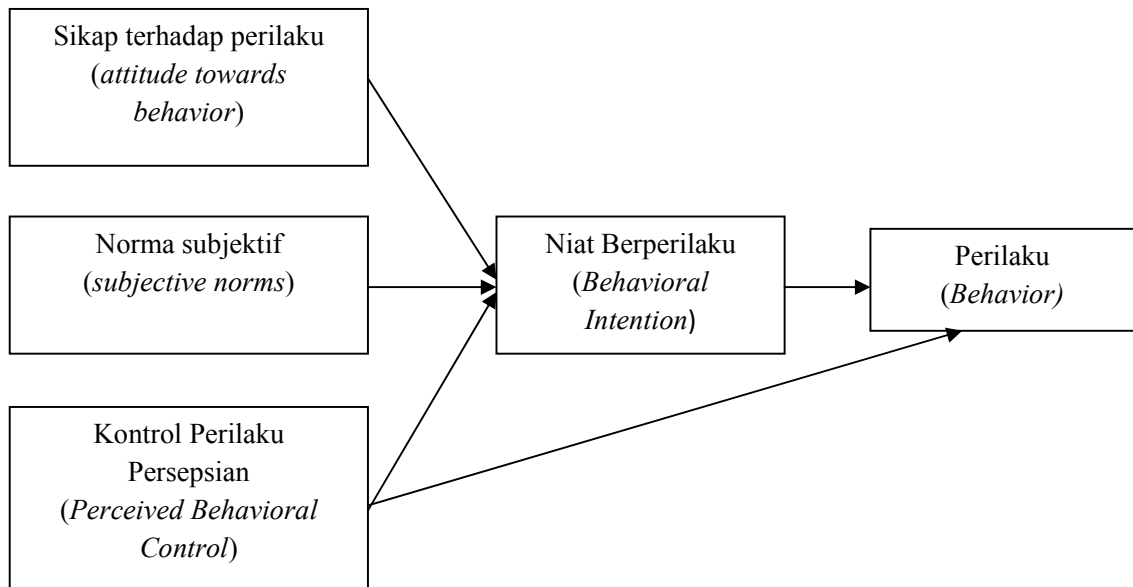 Sikap terhadap perilaku
(attitude towards
behavior)
Norma subjektif
(subjective norms)
Kontrol Perilaku
Persepsian
(Perceived Behavioral
Control)
Niat Berperilaku
(Behavioral
Intention)
Perilaku
(Behavior)